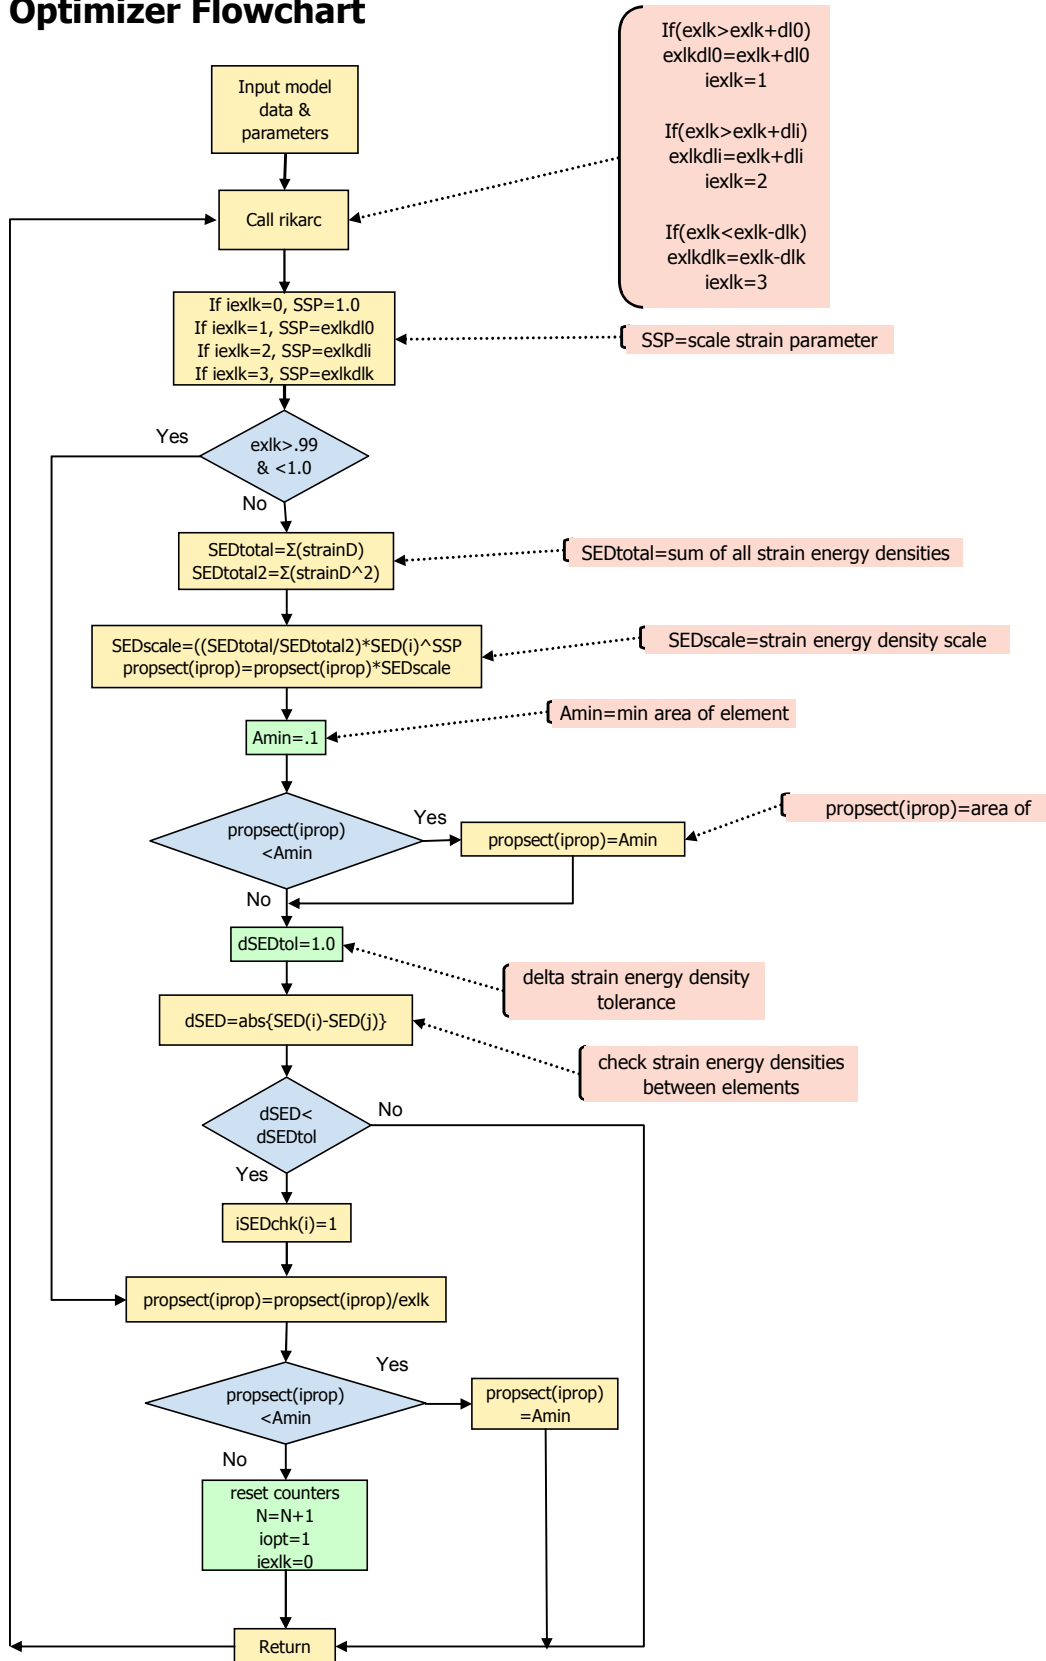 Optimizer Flowchart
If(exlk>exlk+dl0)
exlkdl0=exlk+dl0
iexlk=1
If(exlk>exlk+dli)
exlkdli=exlk+dli
iexlk=2
If(exlk<exlk-dlk)
exlkdlk=exlk-dlk
iexlk=3
Input model
data &
parameters
Call rikarc
If iexlk=0, SSP=1.0
If iexlk=1, SSP=exlkdl0
If iexlk=2, SSP=exlkdli
If iexlk=3, SSP=exlkdlk
SSP=scale strain parameter
Yes
exlk>.99
& <1.0
No
SEDtotal=Σ(strainD)
SEDtotal2=Σ(strainD^2)
SEDtotal=sum of all strain energy densities
SEDscale=((SEDtotal/SEDtotal2)*SED(i)^SSP
propsect(iprop)=propsect(iprop)*SEDscale
SEDscale=strain energy density scale
Amin=.1
Amin=min area of element
propsect(iprop)
<Amin
Yes
propsect(iprop)=Amin
propsect(iprop)=area of
No
dSEDtol=1.0
delta strain energy density
tolerance
dSED=abs{SED(i)-SED(j)}
check strain energy densities
between elements
dSED<
dSEDtol
No
Yes
iSEDchk(i)=1
propsect(iprop)=propsect(iprop)/exlk
propsect(iprop)
<Amin
Yes
propsect(iprop)
=Amin
No
reset counters
N=N+1
iopt=1
iexlk=0
Return